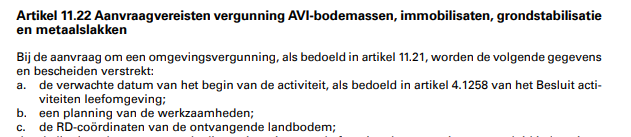 Artikel 11.22 Aanvraagvereisten vergunning AVI-bodemassen, immobilisaten, grondstabilisatie
en metaalslakken
Bij de aanvraag om een omgevingsvergunning, als bedoeld in artikel 11.21, worden de volgende gegevens
en bescheiden verstrekt:
a. de verwachte datum van het begin van de activiteit, als bedoeld in artikel 4.1258 van het Besluit acti-
viteiten leefomgeving;
b. een planning van de werkzaamheden;
c. de RD-coördinaten van de ontvangende landbodem;